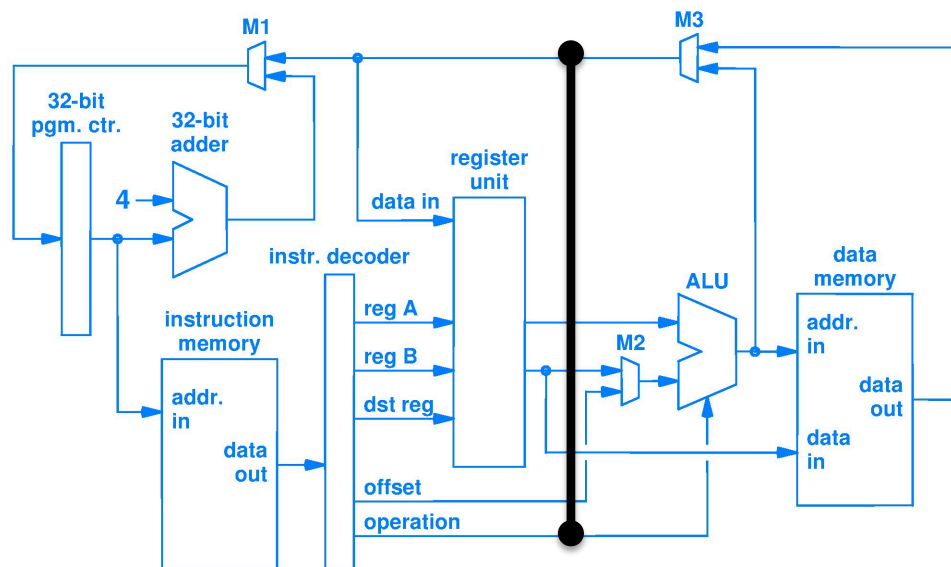 M1
M3
32-bit
pgm. ctr.
32-bit
adder
register
unit
4
data in
instr. decoder
data
memory
ALU
reg A
instruction
memory
addr.
in
M2
reg B
addr.
in
dst reg
data
out
data
out
data
in
offset
operation